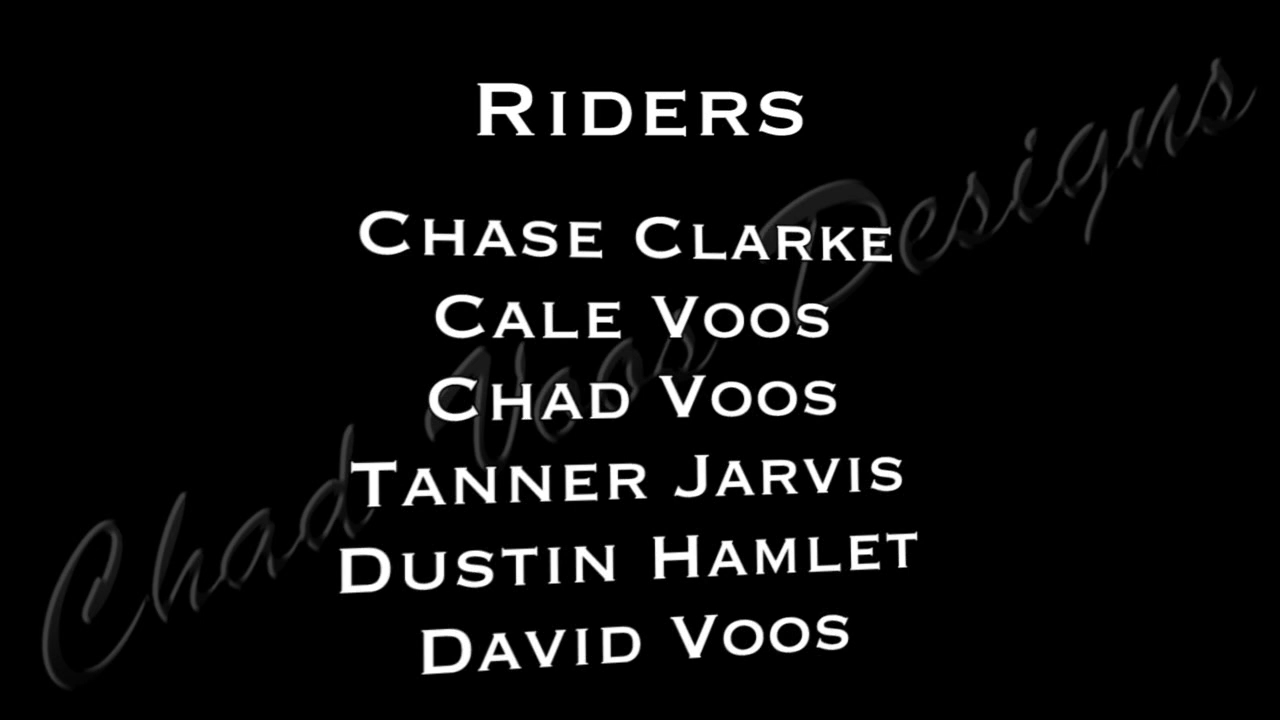 Riders
Chase Clarke
Cale Voos
Chad Voos
Tanner Jarvis
Dustin Hamlet
David Voos
Chad Voos Designs